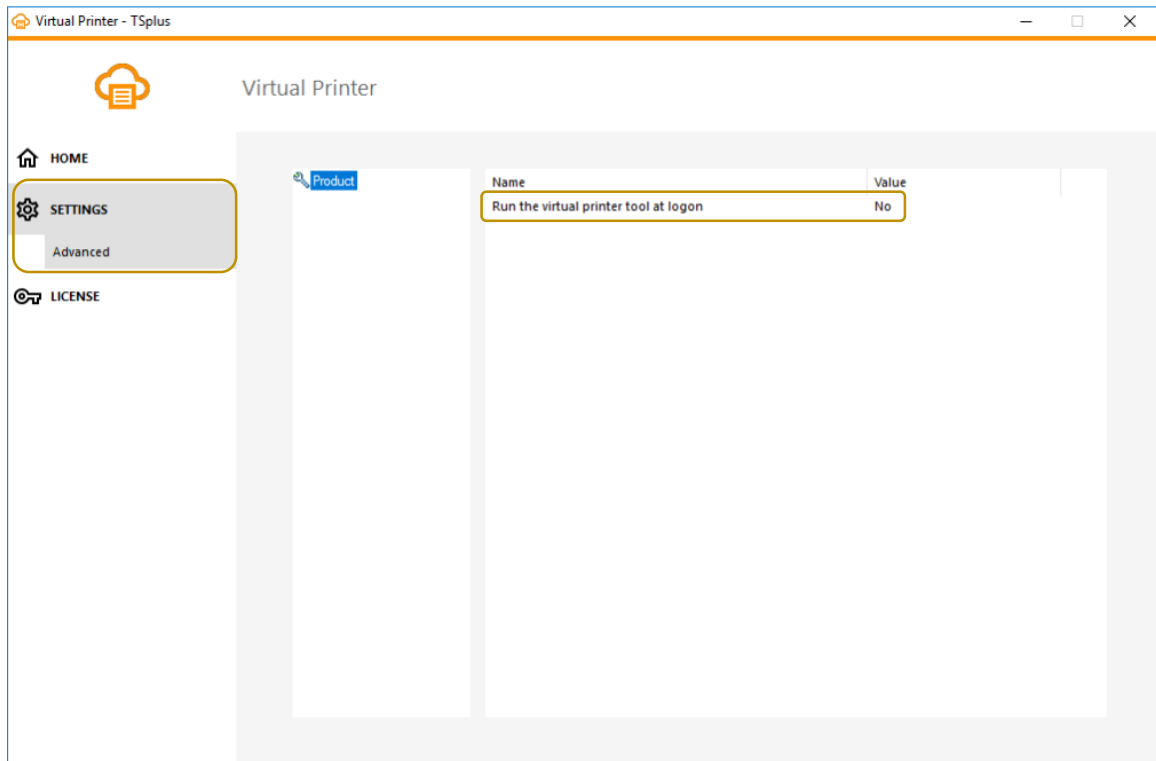 Virtual Printer - TSplus
Virtual Printer
HOME
SETTINGS
Advanced
LICENSE
Product
Name Value
Run the virtual printer tool at logon No